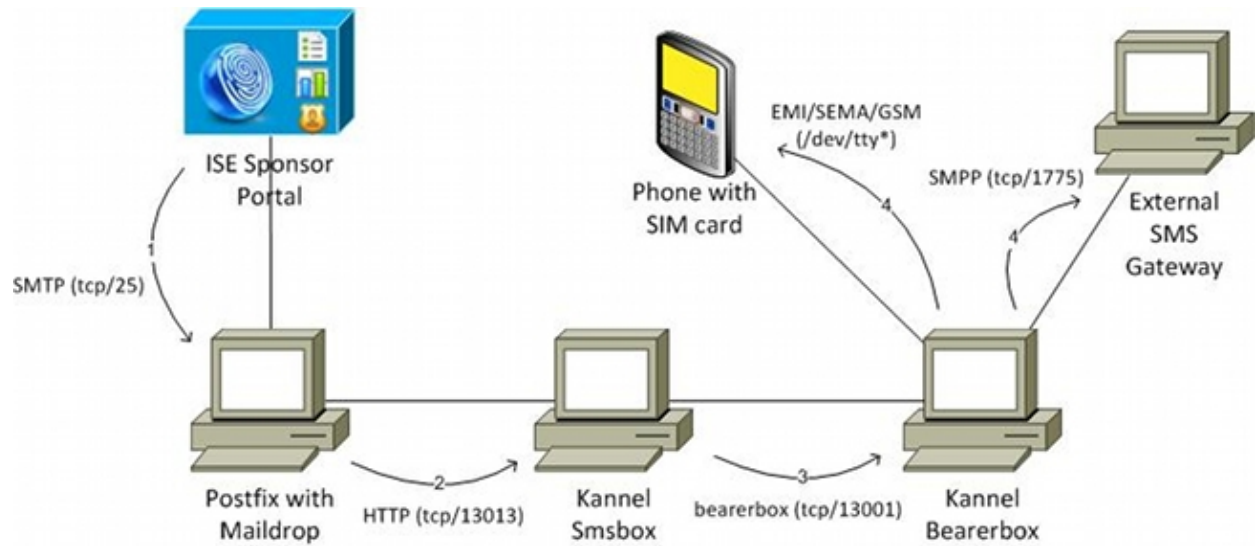 ISE Sponsor
Portal
1
SMTP (tcp/25)
Postfix with
Maildrop
2
HTTP (tcp/13013)
Kannel
Smsbox
3
bearerbox (tcp/13001)
Kannel
Bearerbox
4
EMI/SEMA/GSM
(/dev/tty*)
Phone with
SIM card
4
SMPP (tcp/1775)
External
SMS
Gateway